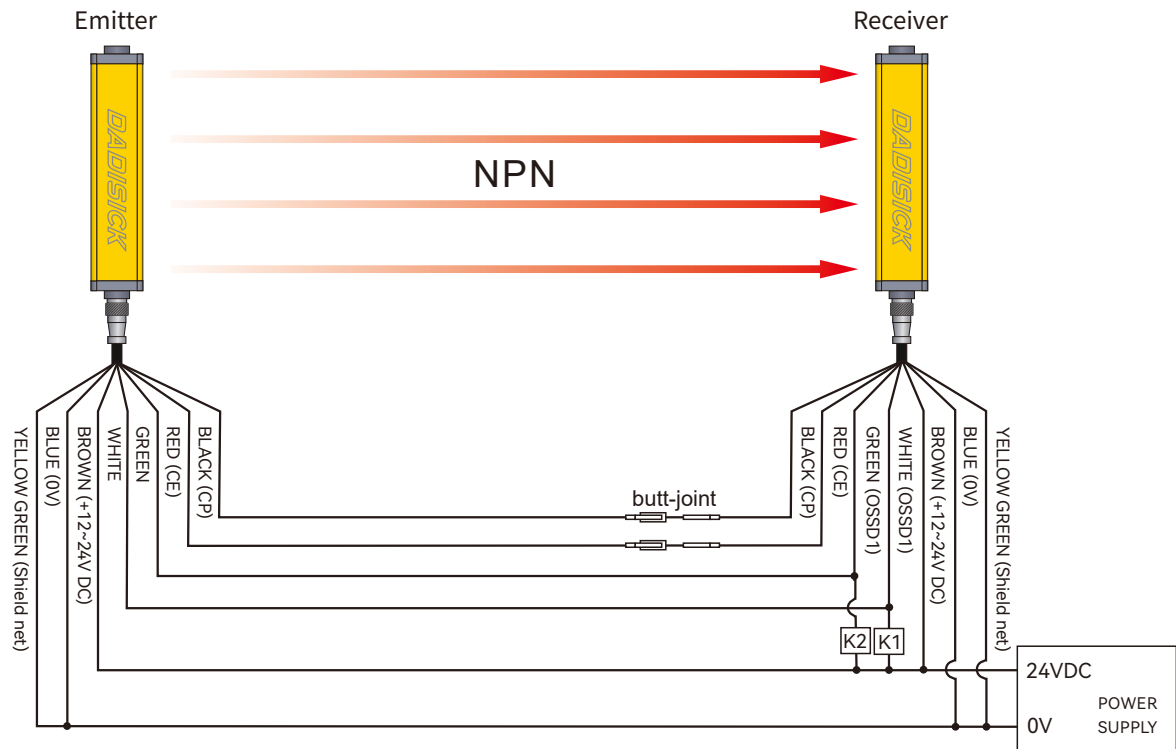 Emitter
Receiver
DADISICK
NPN
DADISICK
YELLOW GREEN (Shield net)
BLUE (0V)
BROWN (+12~24V DC)
WHITE
GREEN
RED (CE)
BLACK (CP)
butt-joint
BLACK (CP)
RED (CE)
GREEN (OSSD1)
WHITE (OSSD1)
BROWN (+12~24V DC)
BLUE (0V)
YELLOW GREEN (Shield net)
K2
K1
24VDC
POWER
SUPPLY
0V